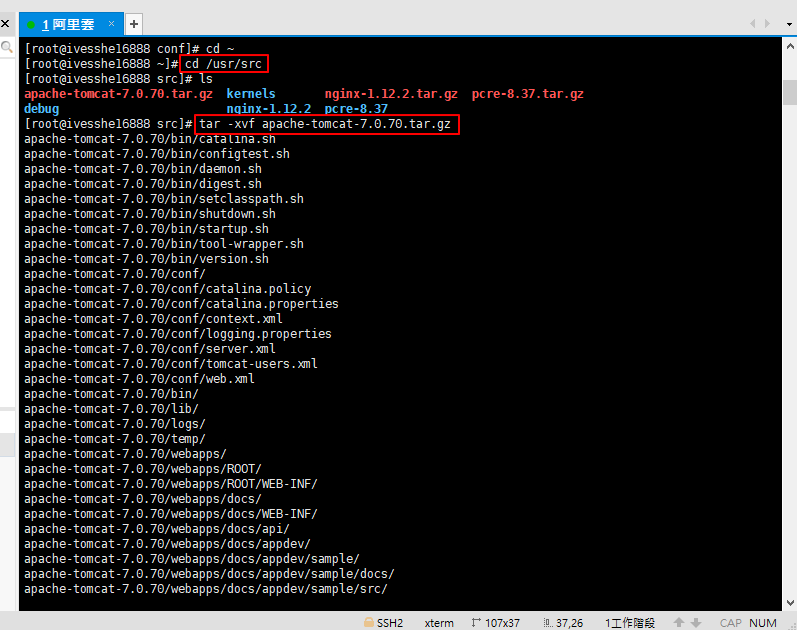 1 阿里雲 × +
[root@ivesshe16888 conf]# cd ~
[root@ivesshe16888 ~]# cd /usr/src
[root@ivesshe16888 src]# ls
apache-tomcat-7.0.70.tar.gz kernels nginx-1.12.2.tar.gz pcre-8.37.tar.gz
debug nginx-1.12.2 pcre-8.37
[root@ivesshe16888 src]# tar -xvf apache-tomcat-7.0.70.tar.gz
apache-tomcat-7.0.70/bin/catalina.sh
apache-tomcat-7.0.70/bin/configtest.sh
apache-tomcat-7.0.70/bin/daemon.sh
apache-tomcat-7.0.70/bin/digest.sh
apache-tomcat-7.0.70/bin/setclasspath.sh
apache-tomcat-7.0.70/bin/shutdown.sh
apache-tomcat-7.0.70/bin/startup.sh
apache-tomcat-7.0.70/bin/tool-wrapper.sh
apache-tomcat-7.0.70/bin/version.sh
apache-tomcat-7.0.70/conf/
apache-tomcat-7.0.70/conf/catalina.policy
apache-tomcat-7.0.70/conf/catalina.properties
apache-tomcat-7.0.70/conf/context.xml
apache-tomcat-7.0.70/conf/logging.properties
apache-tomcat-7.0.70/conf/server.xml
apache-tomcat-7.0.70/conf/tomcat-users.xml
apache-tomcat-7.0.70/conf/web.xml
apache-tomcat-7.0.70/bin/
apache-tomcat-7.0.70/lib/
apache-tomcat-7.0.70/logs/
apache-tomcat-7.0.70/temp/
apache-tomcat-7.0.70/webapps/
apache-tomcat-7.0.70/webapps/ROOT/
apache-tomcat-7.0.70/webapps/ROOT/WEB-INF/
apache-tomcat-7.0.70/webapps/docs/
apache-tomcat-7.0.70/webapps/docs/WEB-INF/
apache-tomcat-7.0.70/webapps/docs/api/
apache-tomcat-7.0.70/webapps/docs/appdev/
apache-tomcat-7.0.70/webapps/docs/appdev/sample/
apache-tomcat-7.0.70/webapps/docs/appdev/sample/docs/
apache-tomcat-7.0.70/webapps/docs/appdev/sample/src/
SSH2 xterm 107x37 37,26 1工作階段 CAP NUM